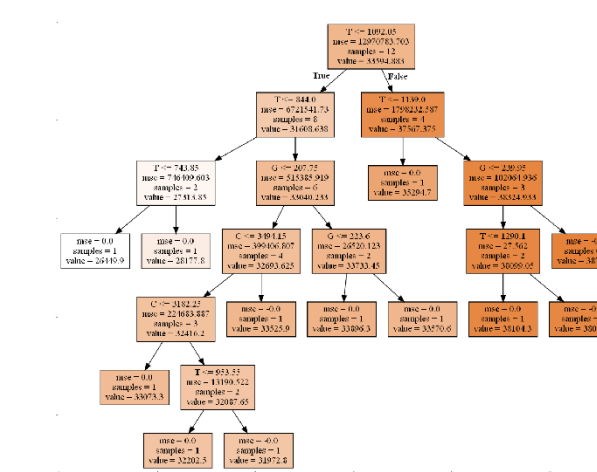 T <= 1092.05
mse = 12970783.703
samples = 12
value = 33594.883
True
False
T <= 844.0
mse = 6721541.73
samples = 8
value = 31608.638
T <= 1139.0
mse = 1798232.587
samples = 4
value = 37567.375
T <= 743.85
mse = 746409.603
samples = 2
value = 27313.85
G <= 207.75
mse = 515385.919
samples = 6
value = 33040.233
mse = 0.0
samples = 1
value = 35294.7
G <= 239.95
mse = 102064.936
samples = 3
value = 38324.933
mse = 0.0
samples = 1
value = 26449.9
mse = 0.0
samples = 1
value = 28177.8
C <= 3494.15
mse = 399406.807
samples = 4
value = 32693.625
G <= 223.6
mse = 26520.123
samples = 2
value = 33733.45
T <= 1290.1
mse = 27.562
samples = 2
value = 38099.05
C <= 3182.25
mse = 224683.887
samples = 3
value = 32416.2
mse = -0.0
samples = 1
value = 33525.9
mse = 0.0
samples = 1
value = 33896.3
mse = 0.0
samples = 1
value = 33570.6
mse = 0.0
samples = 1
value = 38104.3
mse = 0.0
samples = 1
value = 33073.3
T <= 953.55
mse = 13190.522
samples = 2
value = 32087.65
mse = 0.0
samples = 1
value = 32202.5
mse = -0.0
samples = 1
value = 31972.8